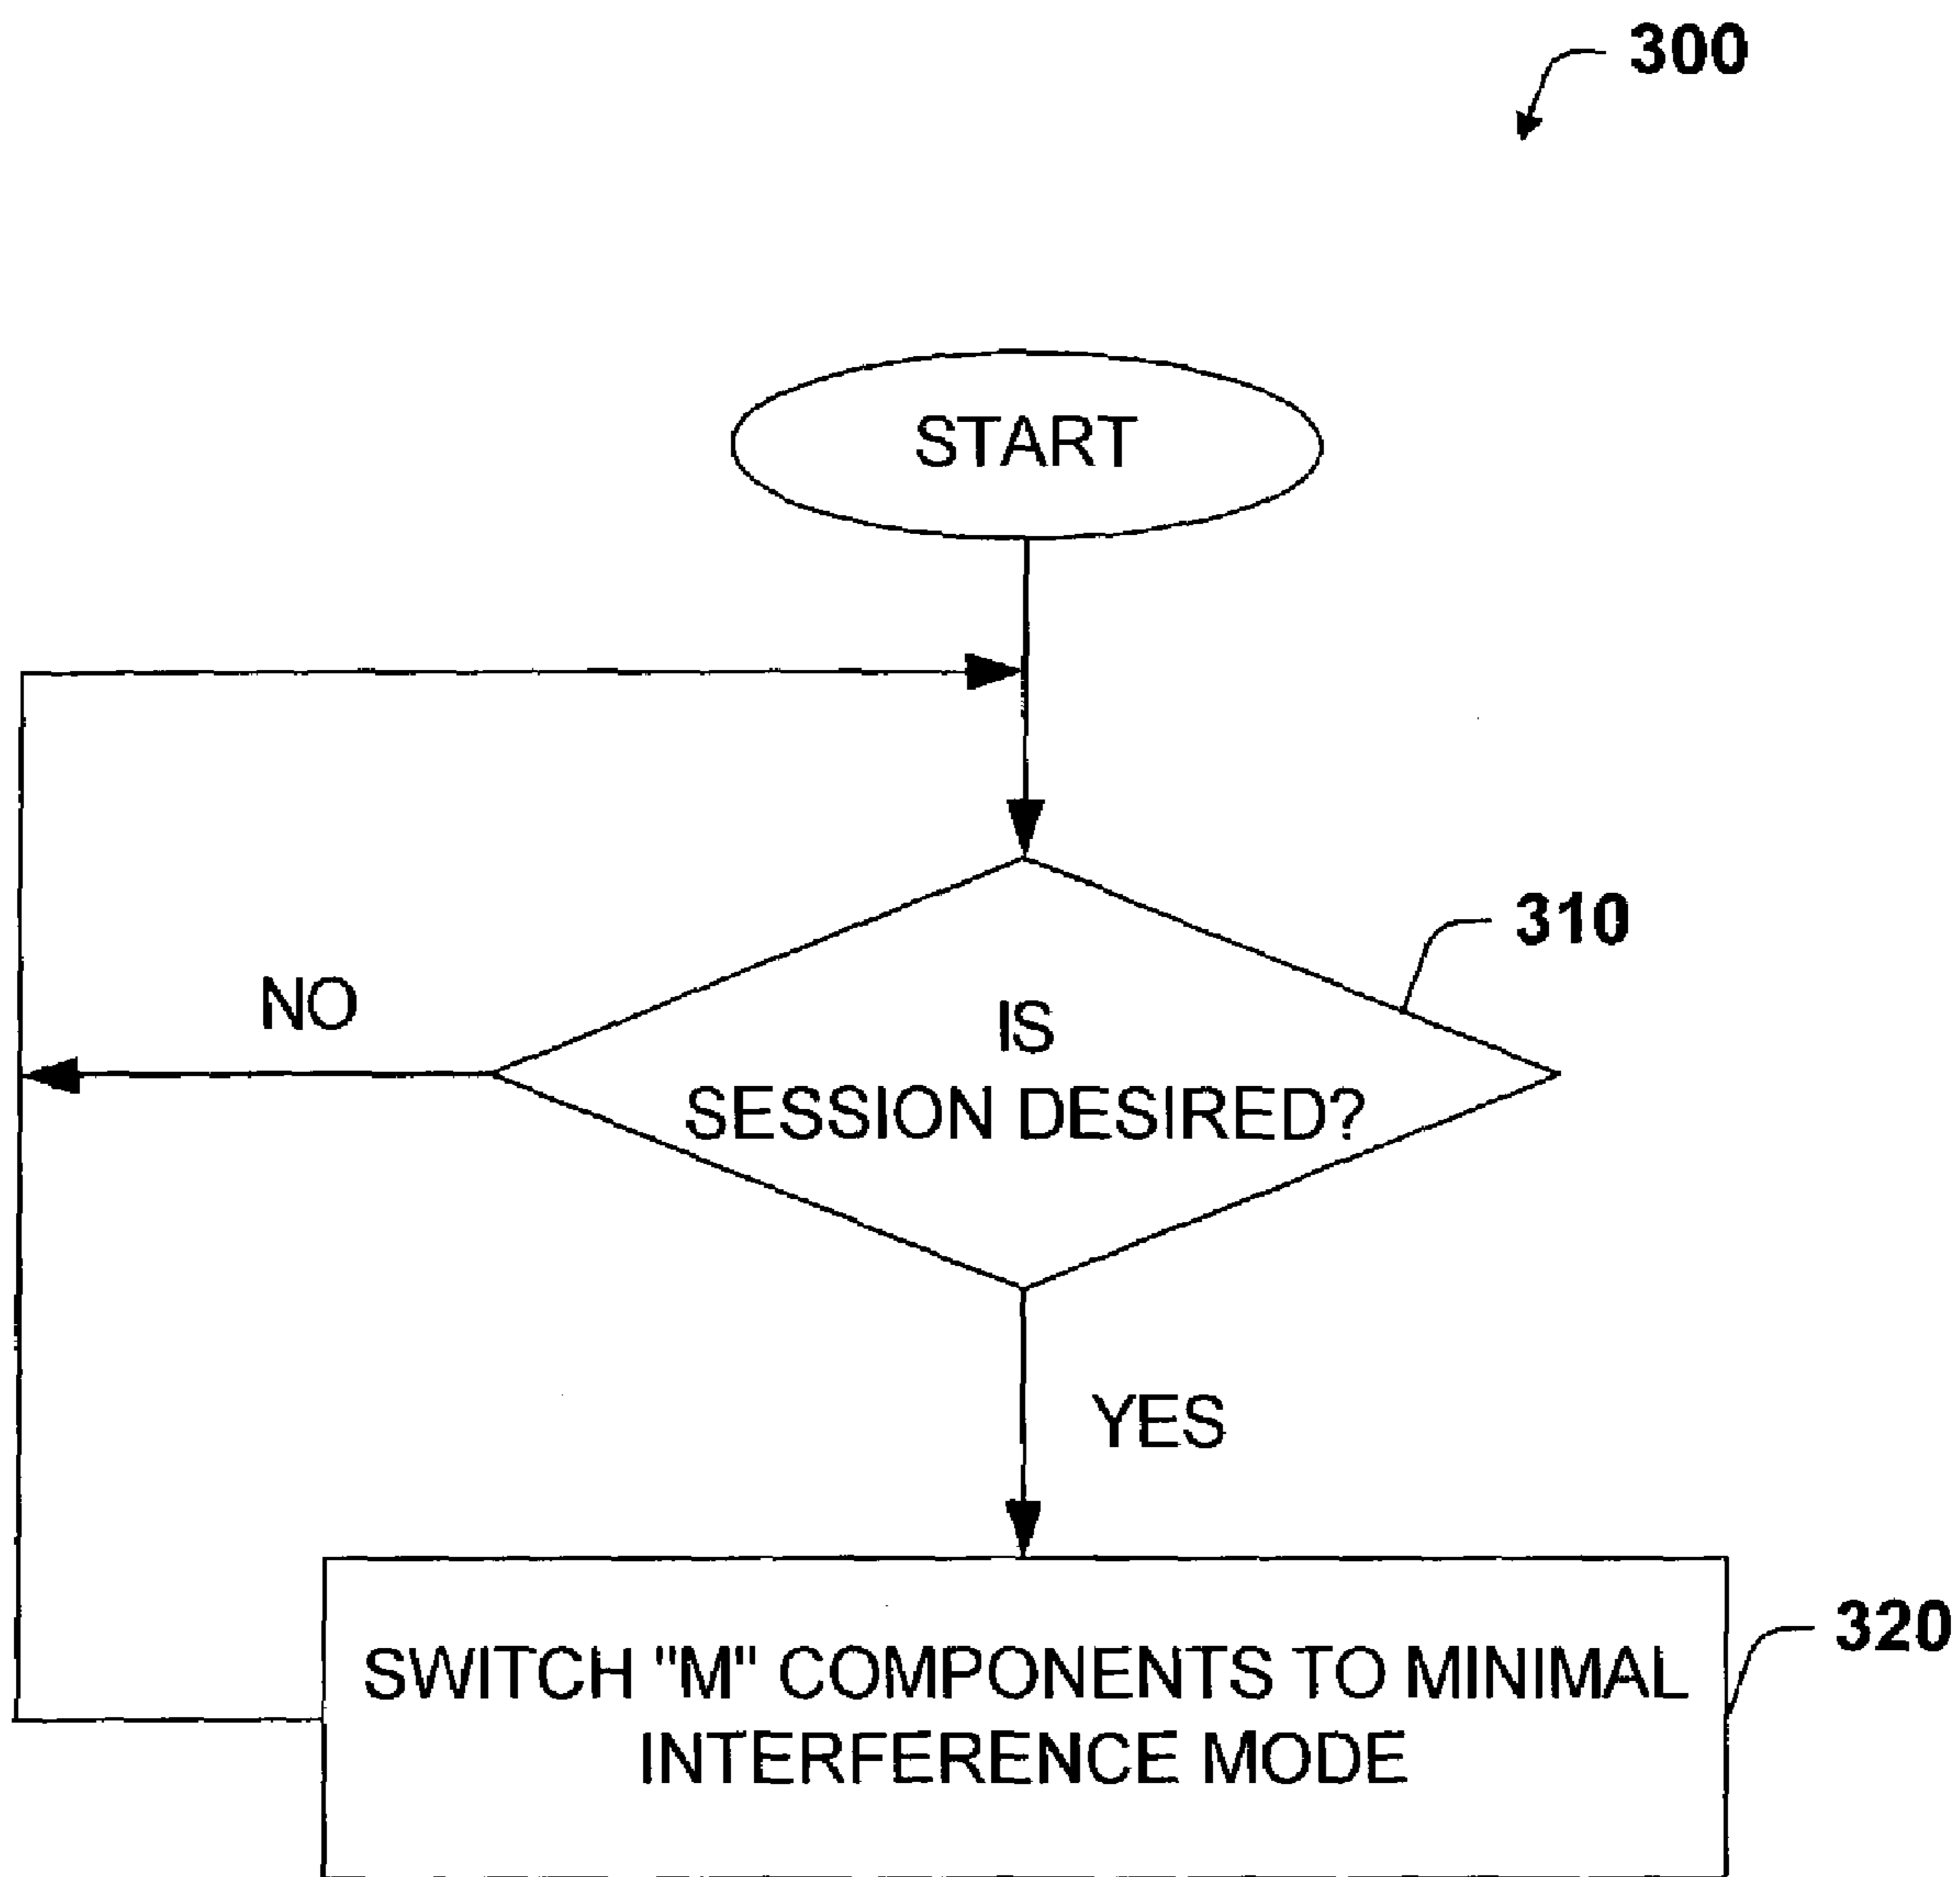 300
START
310
NO
IS
SESSION DESIRED?
YES
320
SWITCH "M" COMPONENTS TO MINIMAL
INTERFERENCE MODE